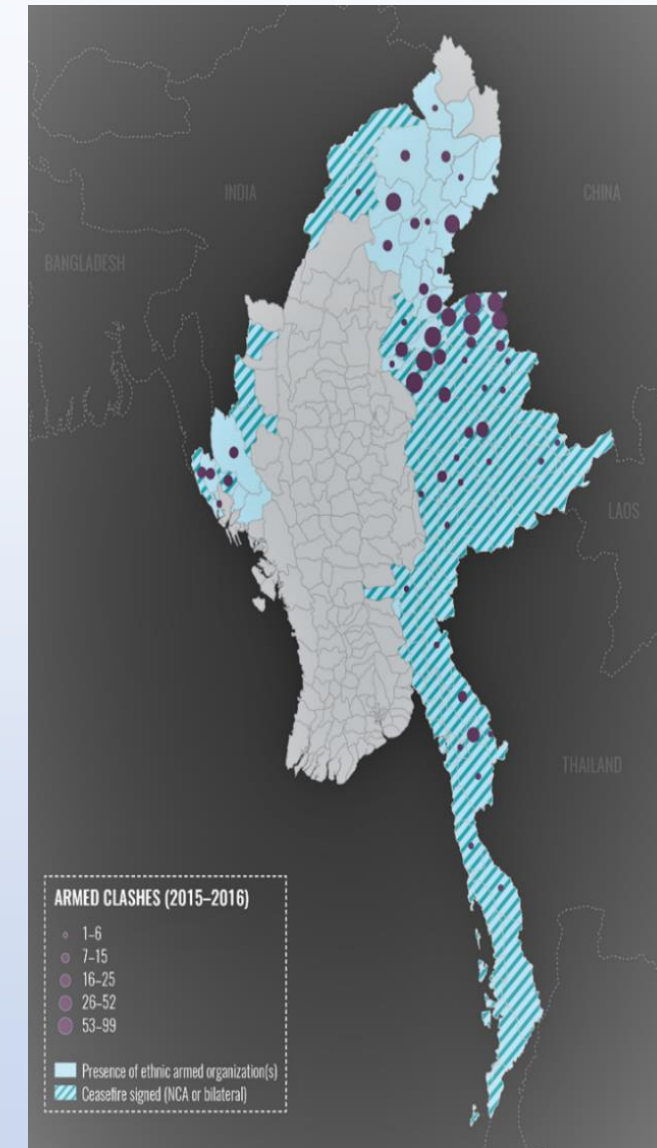 INDIA
CHINA
BANGLADESH
LAOS
THAILAND
ARMED CLASHES (2015–2016)
1–6
7–15
16–25
26–52
53–99
Presence of ethnic armed organization(s)
Ceasefire signed (NCA or bilateral)